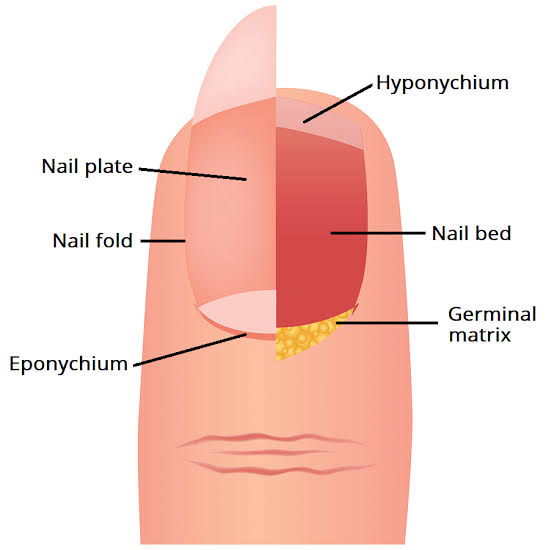 Hyponychium
Nail plate
Nail fold
Nail bed
Germinal
matrix
Eponychium